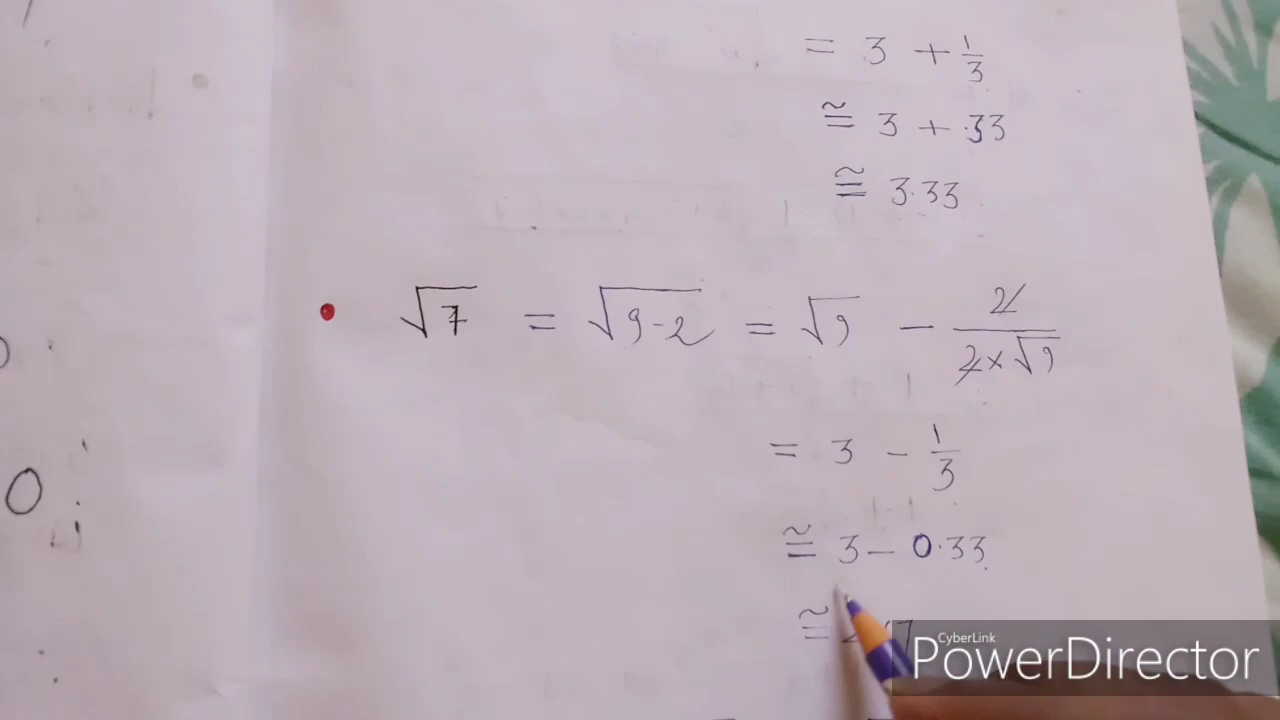 = 3 + 1/3
≅ 3 + .33
≅ 3.33
√7 = √9-2 = √9 - 2/2×√9
= 3 - 1/3
≅ 3 - 0.33
≅
CyberLink
PowerDirector